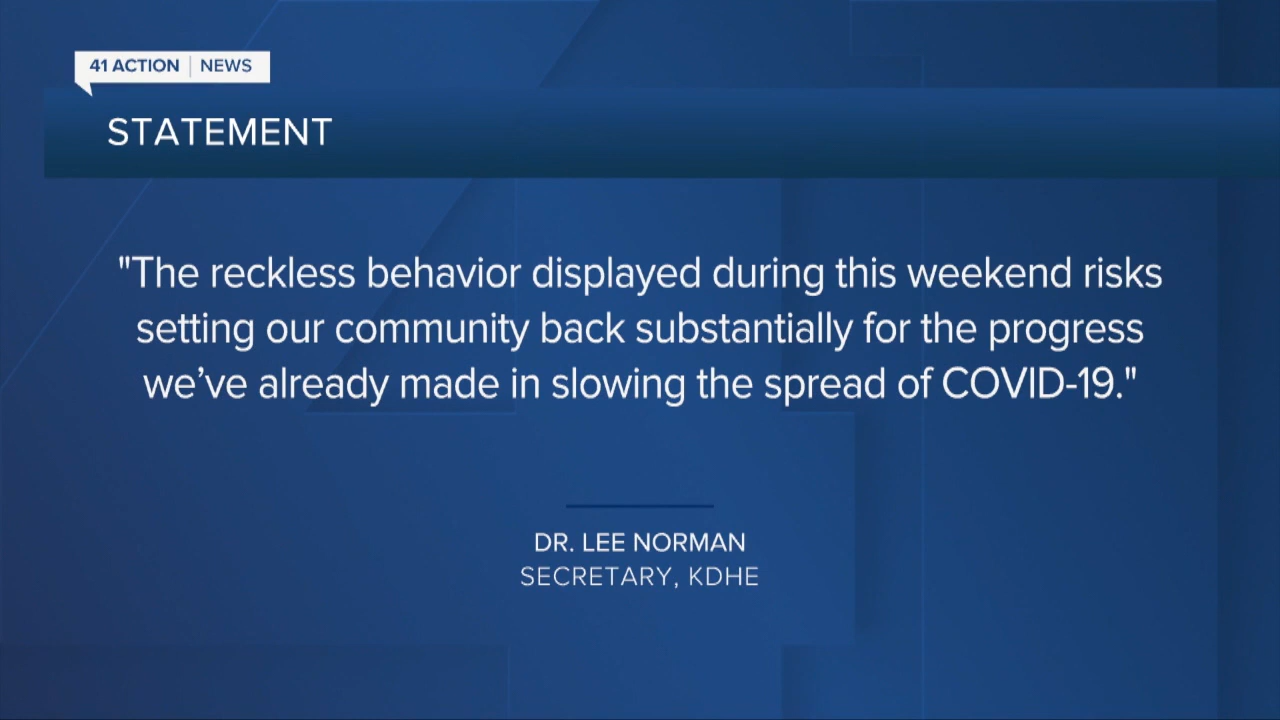 41 ACTION | NEWS
STATEMENT
"The reckless behavior displayed during this weekend risks
setting our community back substantially for the progress
we’ve already made in slowing the spread of COVID-19."
DR. LEE NORMAN
SECRETARY, KDHE